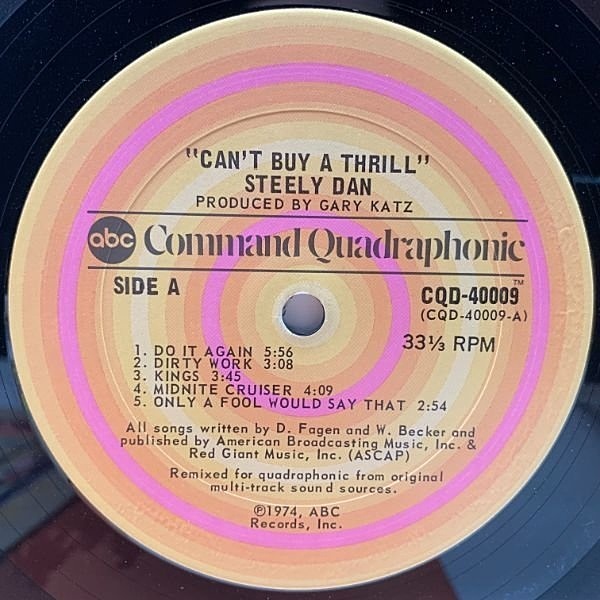 "CAN'T BUY A THRILL"
STEELY DAN
PRODUCED BY GARY KATZ
abc Command Quadraphonic™
SIDE A
CQD-40009
(CQD-40009-A)
33⅓ RPM
1. DO IT AGAIN 5:56
2. DIRTY WORK 3:08
3. KINGS 3:45
4. MIDNITE CRUISER 4:09
5. ONLY A FOOL WOULD SAY THAT 2:54
All songs written by D. Fagen and W. Becker and
published by American Broadcasting Music, Inc. &
Red Giant Music, Inc. (ASCAP)
Remixed for quadraphonic from original
multi-track sound sources.
℗1974, ABC
Records, Inc.